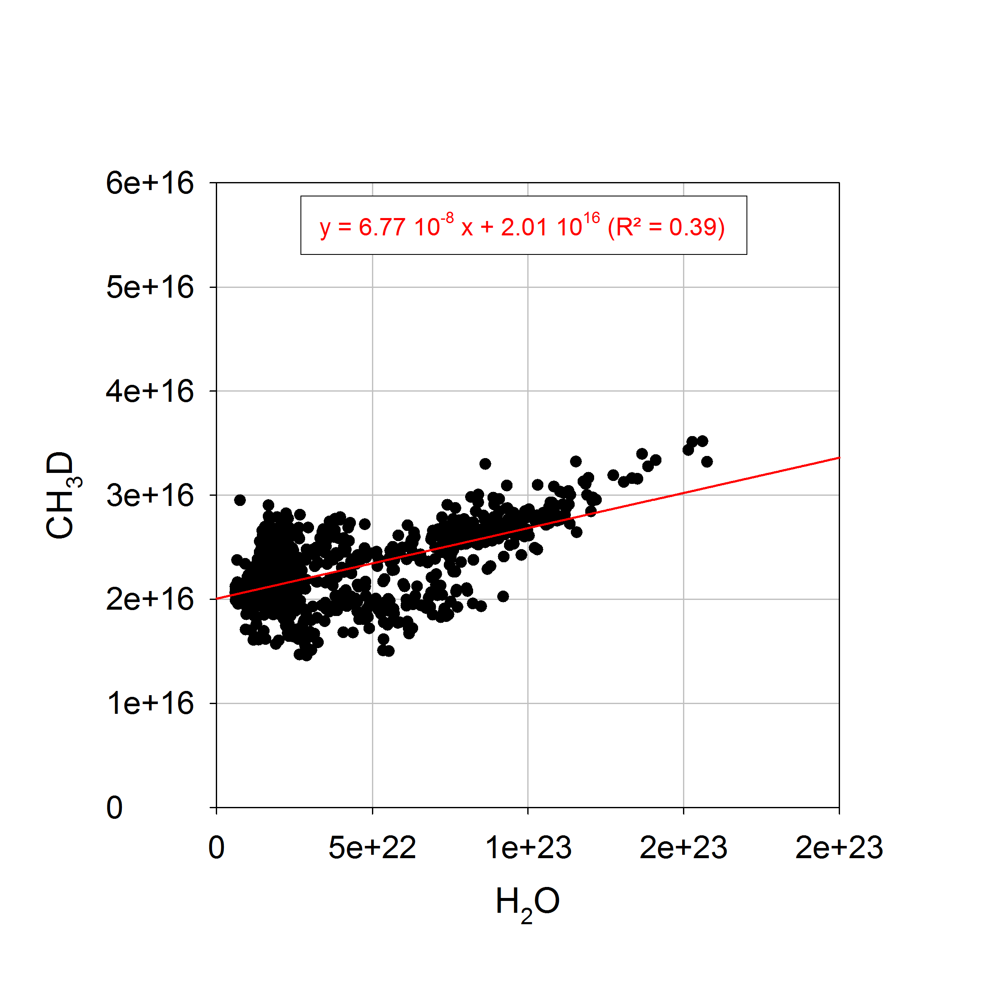 y = 6.77 10⁻⁸ x + 2.01 10¹⁶ (R² = 0.39)
6e+16
5e+16
4e+16
3e+16
2e+16
1e+16
0
CH₃D
0 5e+22 1e+23 2e+23 2e+23
H₂O